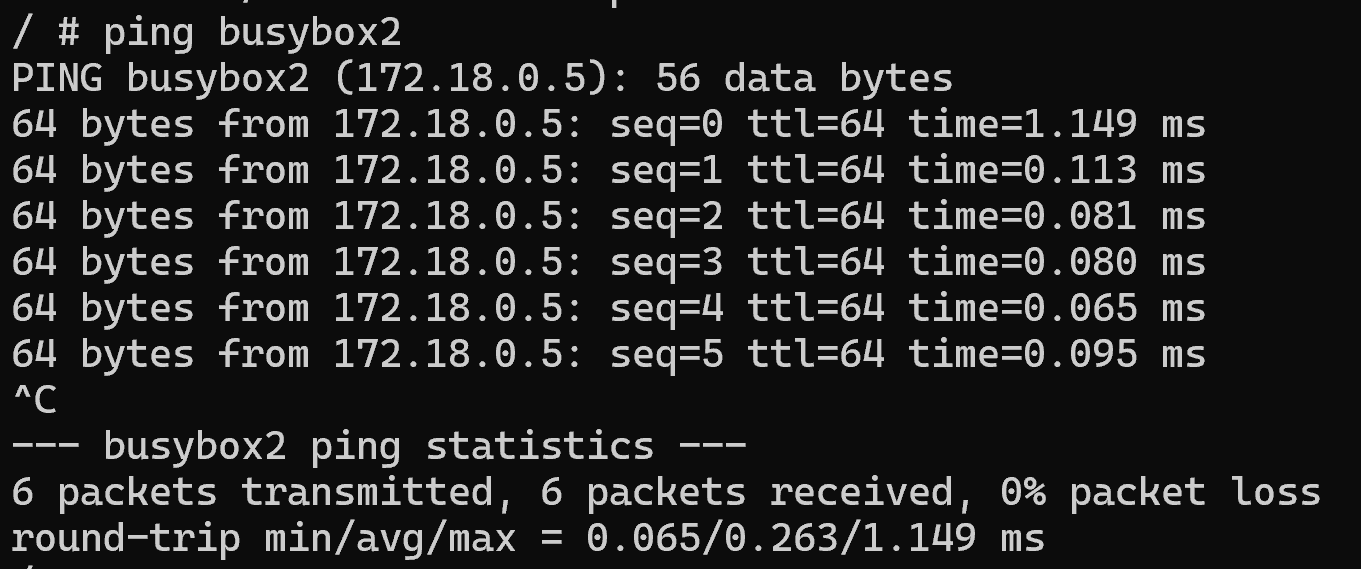 / # ping busybox2
PING busybox2 (172.18.0.5): 56 data bytes
64 bytes from 172.18.0.5: seq=0 ttl=64 time=1.149 ms
64 bytes from 172.18.0.5: seq=1 ttl=64 time=0.113 ms
64 bytes from 172.18.0.5: seq=2 ttl=64 time=0.081 ms
64 bytes from 172.18.0.5: seq=3 ttl=64 time=0.080 ms
64 bytes from 172.18.0.5: seq=4 ttl=64 time=0.065 ms
64 bytes from 172.18.0.5: seq=5 ttl=64 time=0.095 ms
^C
--- busybox2 ping statistics ---
6 packets transmitted, 6 packets received, 0% packet loss
round-trip min/avg/max = 0.065/0.263/1.149 ms